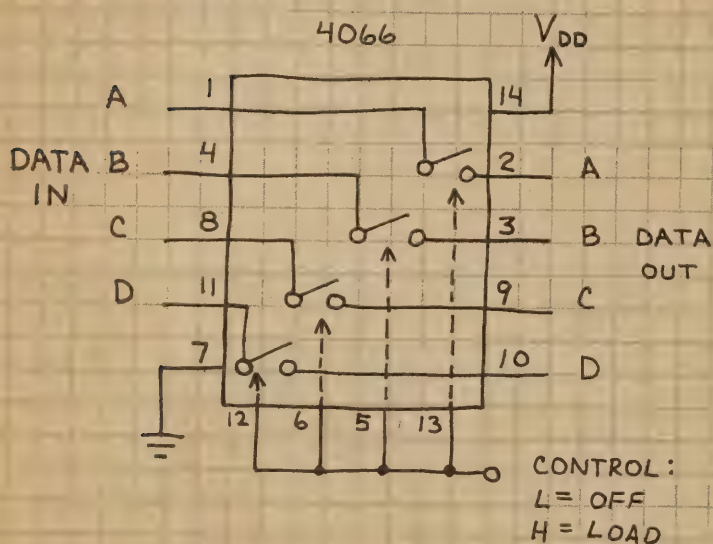 4066
V DD
A 1 14
DATA IN B 4 2 A
C 8 3 B DATA OUT
D 11 9 C
7 10 D
12 6 5 13
CONTROL:
L = OFF
H = LOAD